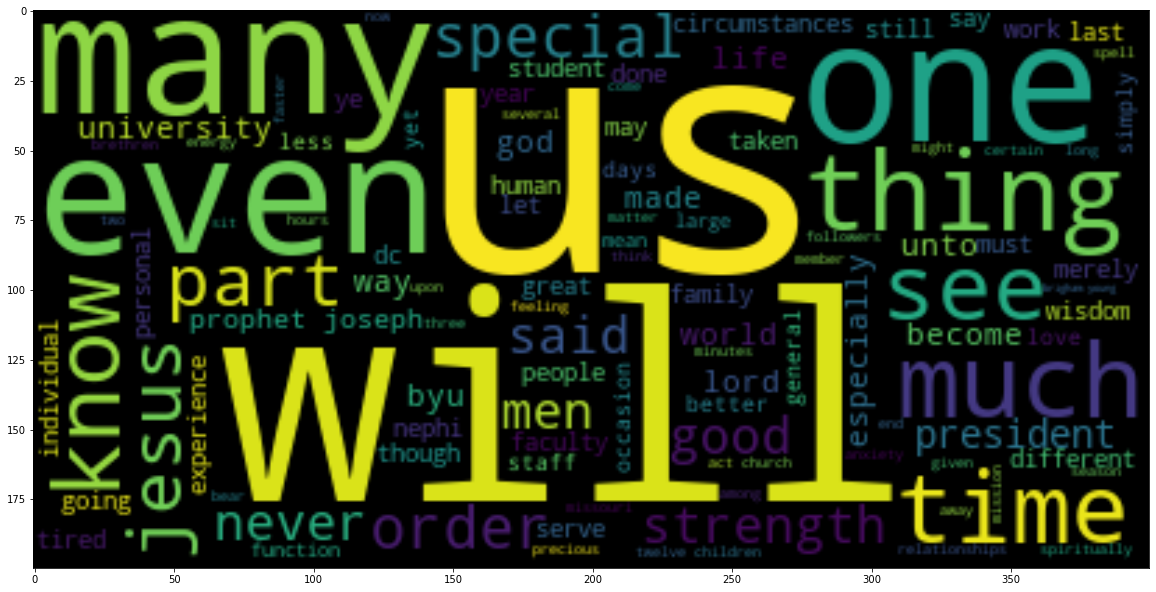 0
25
50
75
100
125
150
175
many
now
special
circumstances
still
say
work
last
spell
student
done
life
one
come
year
several
ye
faster
yet
university
brethren
energy
less
god
may
taken
simply
might
certain
long
us
even
human
let
days
made
thing
two
sit
hours
matter
large
mean
think
followers
member
unto
must
dc
personal
part
way
upon
great
family
see
merely
brigham young
wisdom
know
prophet joseph
three
feeling
said
world
minutes
general
especially
become
love
will
individual
jesus
experience
people
occasion
lord
better
much
byu
men
nephi
though
faculty
staff
good
act church
end
anxiety
president
different
given
season
going
bear
among
missouri
time
away
mission
tired
never
function
order
serve
precious
strength
twelve children
relationships
spiritually
0
50
100
150
200
250
300
350